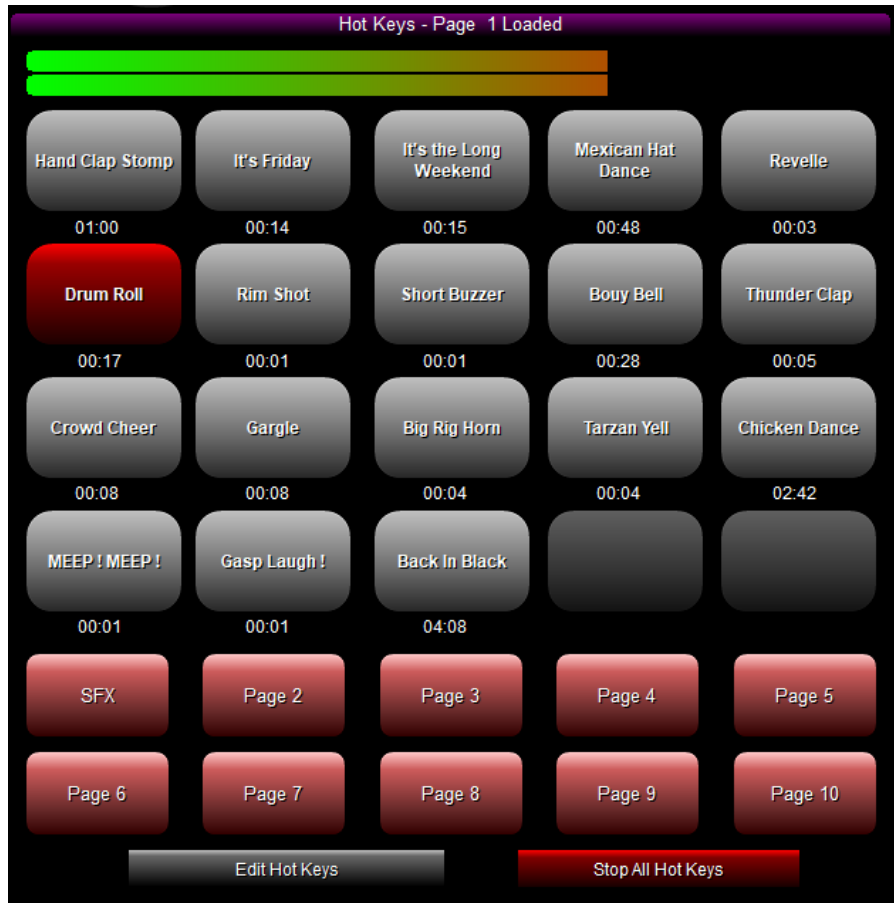 Hot Keys - Page 1 Loaded
Hand Clap Stomp
It's Friday
It's the Long
Weekend
Mexican Hat
Dance
Revelle
01:00
00:14
00:15
00:48
00:03
Drum Roll
Rim Shot
Short Buzzer
Bouy Bell
Thunder Clap
00:17
00:01
00:01
00:28
00:05
Crowd Cheer
Gargle
Big Rig Horn
Tarzan Yell
Chicken Dance
00:08
00:08
00:04
00:04
02:42
MEEP ! MEEP !
Gasp Laugh !
Back In Black
00:01
00:01
04:08
SFX
Page 2
Page 3
Page 4
Page 5
Page 6
Page 7
Page 8
Page 9
Page 10
Edit Hot Keys
Stop All Hot Keys